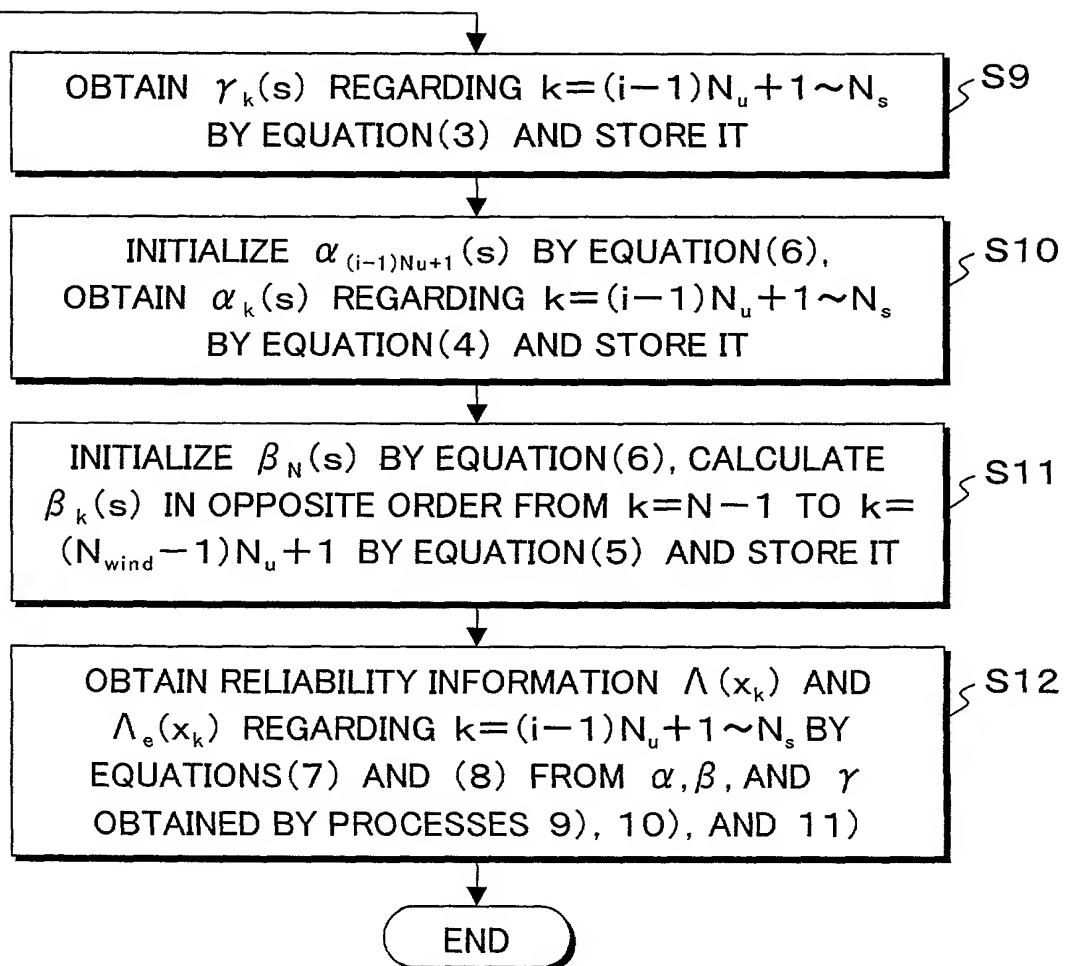 OBTAIN γₖ(s) REGARDING k=(i−1)Nᵤ+1~Nₛ
BY EQUATION(3) AND STORE IT
S9
INITIALIZE α₍ᵢ₋₁₎Nu+1(s) BY EQUATION(6),
OBTAIN αₖ(s) REGARDING k=(i−1)Nᵤ+1~Nₛ
BY EQUATION(4) AND STORE IT
S10
INITIALIZE β_N(s) BY EQUATION(6), CALCULATE
βₖ(s) IN OPPOSITE ORDER FROM k=N−1 TO k=
(N_wind−1)Nᵤ+1 BY EQUATION(5) AND STORE IT
S11
OBTAIN RELIABILITY INFORMATION Λ(xₖ) AND
Λₑ(xₖ) REGARDING k=(i−1)Nᵤ+1~Nₛ BY
EQUATIONS(7) AND (8) FROM α,β, AND γ
OBTAINED BY PROCESSES 9), 10), AND 11)
S12
END